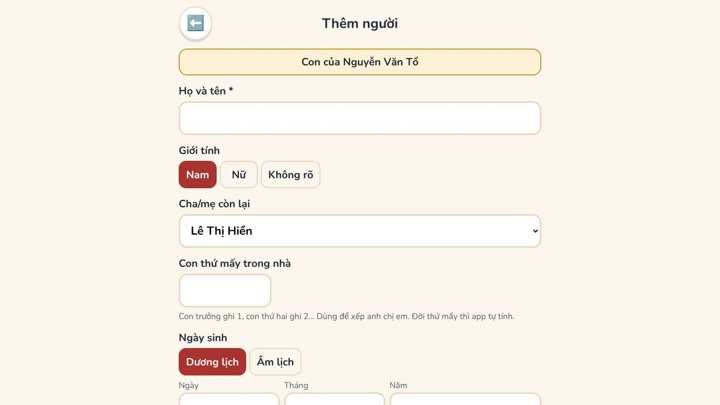 Thêm người
Con của Nguyễn Văn Tổ
Họ và tên *
Giới tính
Nam Nữ Không rõ
Cha/mẹ còn lại
Lê Thị Hiền
Con thứ mấy trong nhà
Con trưởng ghi 1, con thứ hai ghi 2... Dùng để xếp anh chị em. Đời thứ mấy thì app tự tính.
Ngày sinh
Dương lịch Âm lịch
Ngày Tháng Năm